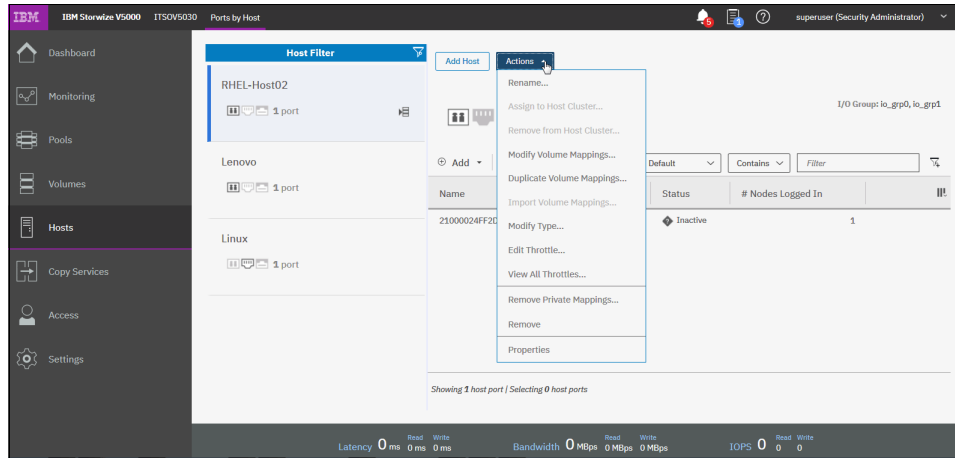 IBM IBM Storwize V5000 ITSOV5030 Ports by Host 5 1 superuser (Security Administrator)
Dashboard
Monitoring
Pools
Volumes
Hosts
Copy Services
Access
Settings
Host Filter
RHEL-Host02
1 port
Lenovo
1 port
Linux
1 port
Add Host Actions
Rename...
Assign to Host Cluster...
Remove from Host Cluster...
Modify Volume Mappings...
Duplicate Volume Mappings...
Import Volume Mappings...
Modify Type...
Edit Throttle...
View All Throttles...
Remove Private Mappings...
Remove
Properties
I/O Group: io_grp0, io_grp1
Add Default Contains Filter
Name Status # Nodes Logged In
21000024FF2D Inactive 1
Showing 1 host port | Selecting 0 host ports
Latency 0 ms Read 0 ms Write 0 ms Bandwidth 0 MBps Read 0 MBps Write 0 MBps IOPS 0 Read 0 Write 0